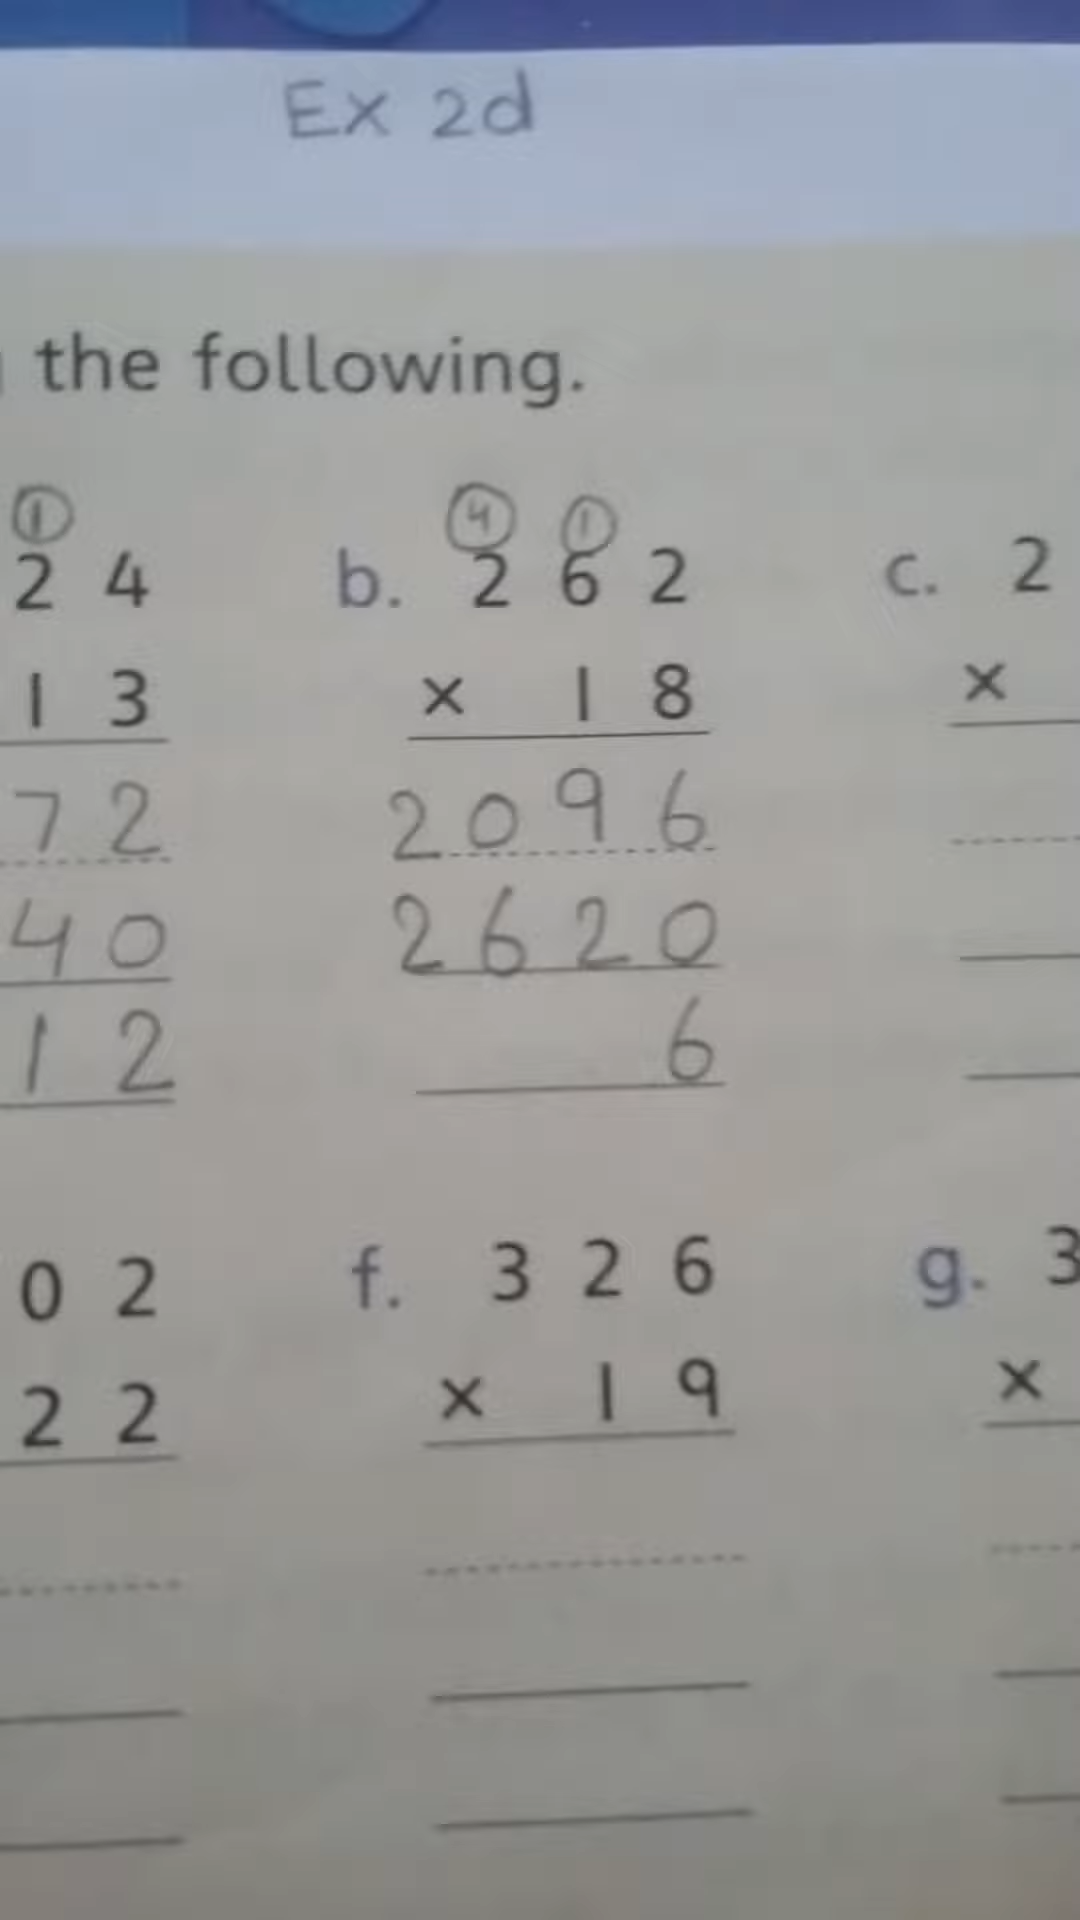 Ex 2d
the following.
1
2 4
1 3
7 2
4 0
1 2
4 1
b. 2 6 2
× 1 8
2 0 9 6
2 6 2 0
6
c. 2
×
0 2
2 2
f. 3 2 6
× 1 9
g. 3
×